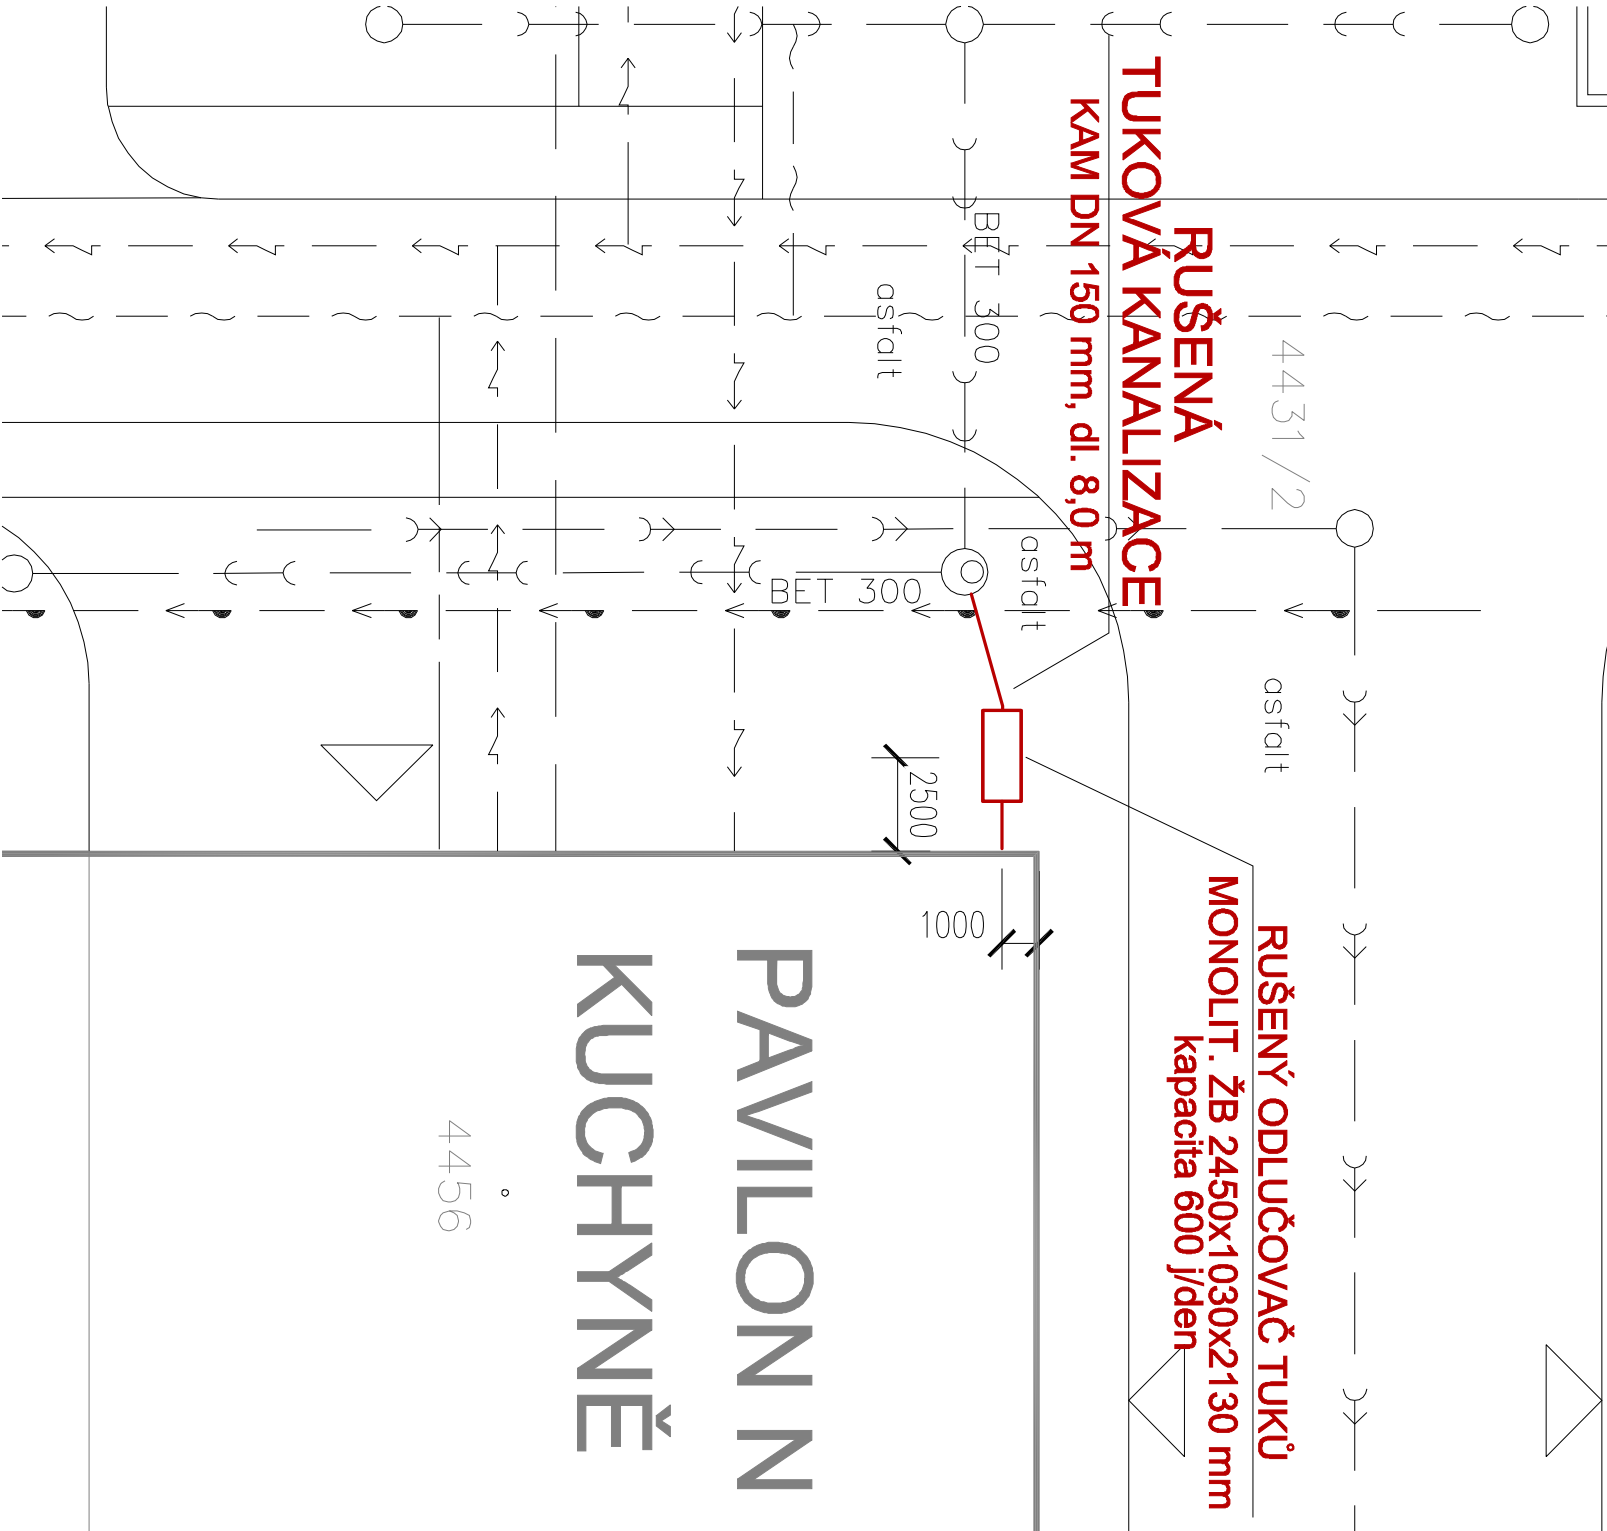 RUŠENÁ
TUKOVÁ KANALIZACE
KAM DN 150 mm, dl. 8,0 m
4431/2
BET 300
asfalt
asfalt
BET 300
asfalt
2500
1000
RUŠENÝ ODLUČOVAČ TUKŮ
MONOLIT. ŽB 2450x1030x2130 mm
kapacita 600 j/den
PAVILON N
KUCHYNĚ
4456